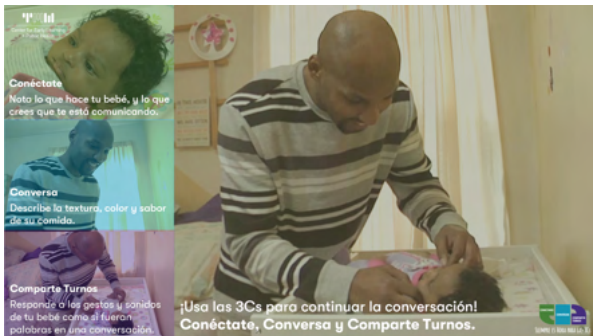 Conéctate
Nota lo que hace tu bebé, y lo que
crees que te está comunicando.
Conversa
Describe la textura, color y sabor
de su comida.
Comparte Turnos
Responde a los gestos y sonidos
de tu bebé como si fueran
palabras en una conversación.
¡Usa las 3Cs para continuar la conversación!
Conéctate, Conversa y Comparte Turnos.